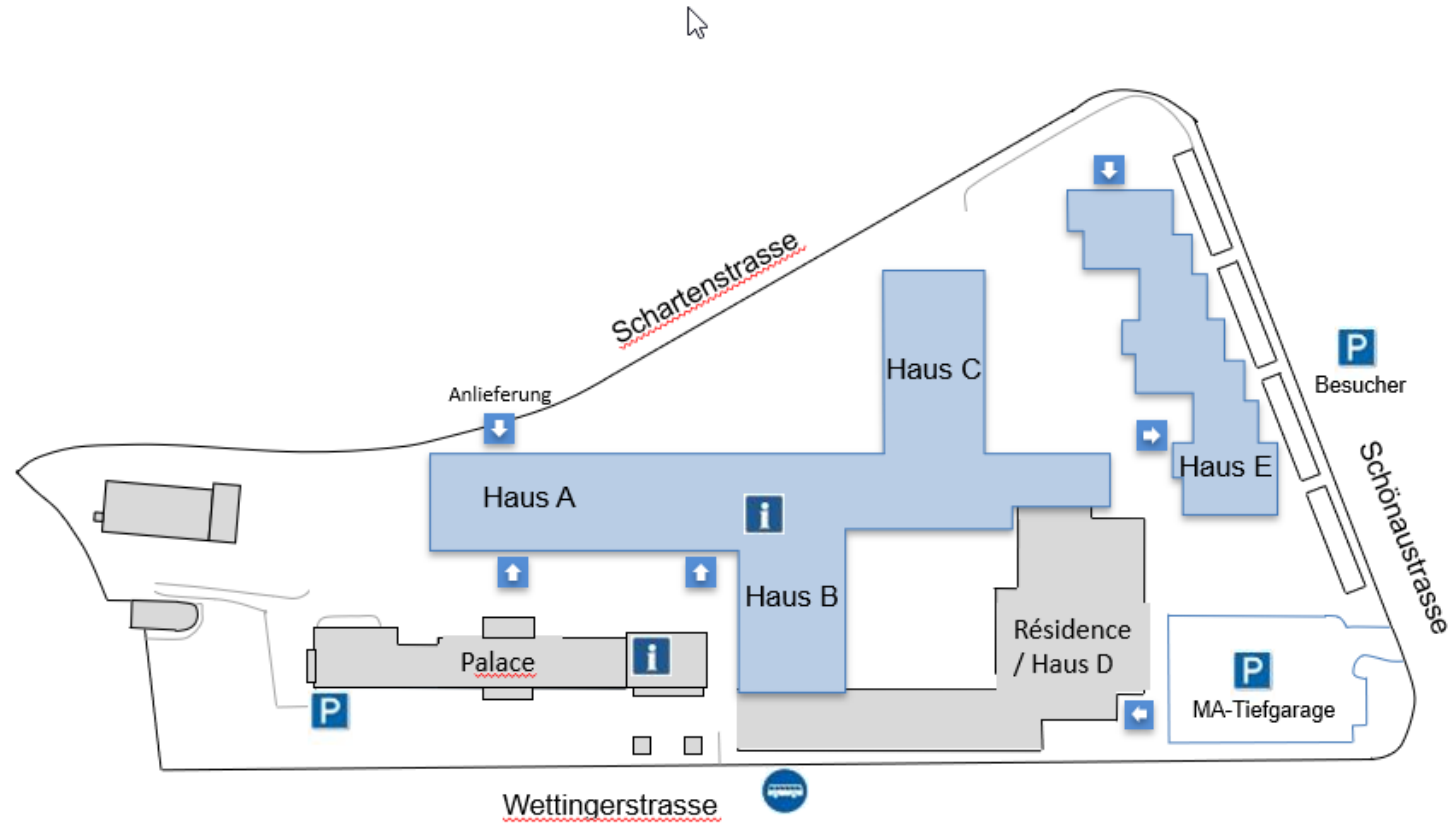 Schartenstrasse
Anlieferung
Haus C
P
Besucher
Haus A
i
Haus E
Schönaustrasse
Haus B
Palace
i
Résidence
/ Haus D
P
P
MA-Tiefgarage
Wettingerstrasse